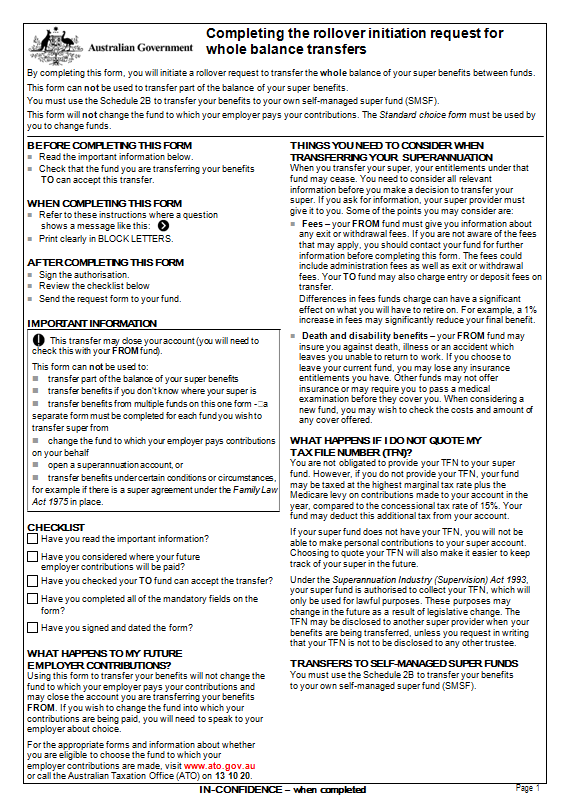 Australian Government
Completing the rollover initiation request for
whole balance transfers
By completing this form, you will initiate a rollover request to transfer the whole balance of your super benefits between funds.
This form can not be used to transfer part of the balance of your super benefits.
You must use the Schedule 2B to transfer your benefits to your own self-managed super fund (SMSF).
This form will not change the fund to which your employer pays your contributions. The Standard choice form must be used by
you to change funds.
BEFORE COMPLETING THIS FORM
Read the important information below.
Check that the fund you are transferring your benefits
TO can accept this transfer.
WHEN COMPLETING THIS FORM
Refer to these instructions where a question
shows a message like this:
Print clearly in BLOCK LETTERS.
AFTER COMPLETING THIS FORM
Sign the authorisation.
Review the checklist below
Send the request form to your fund.
IMPORTANT INFORMATION
This transfer may close your account (you will need to
check this with your FROM fund).
This form can not be used to:
transfer part of the balance of your super benefits
transfer benefits if you don't know where your super is
transfer benefits from multiple funds on this one form -□a
separate form must be completed for each fund you wish to
transfer super from
change the fund to which your employer pays contributions
on your behalf
open a superannuation account, or
transfer benefits under certain conditions or circumstances,
for example if there is a super agreement under the Family Law
Act 1975 in place.
CHECKLIST
Have you read the important information?
Have you considered where your future
employer contributions will be paid?
Have you checked your TO fund can accept the transfer?
Have you completed all of the mandatory fields on the
form?
Have you signed and dated the form?
WHAT HAPPENS TO MY FUTURE
EMPLOYER CONTRIBUTIONS?
Using this form to transfer your benefits will not change the
fund to which your employer pays your contributions and
may close the account you are transferring your benefits
FROM. If you wish to change the fund into which your
contributions are being paid, you will need to speak to your
employer about choice.
For the appropriate forms and information about whether
you are eligible to choose the fund to which your
employer contributions are made, visit www.ato.gov.au
or call the Australian Taxation Office (ATO) on 13 10 20.
THINGS YOU NEED TO CONSIDER WHEN
TRANSFERRING YOUR SUPERANNUATION
When you transfer your super, your entitlements under that
fund may cease. You need to consider all relevant
information before you make a decision to transfer your
super. If you ask for information, your super provider must
give it to you. Some of the points you may consider are:
Fees – your FROM fund must give you information about
any exit or withdrawal fees. If you are not aware of the fees
that may apply, you should contact your fund for further
information before completing this form. The fees could
include administration fees as well as exit or withdrawal
fees. Your TO fund may also charge entry or deposit fees on
transfer.
Differences in fees funds charge can have a significant
effect on what you will have to retire on. For example, a 1%
increase in fees may significantly reduce your final benefit.
Death and disability benefits – your FROM fund may
insure you against death, illness or an accident which
leaves you unable to return to work. If you choose to
leave your current fund, you may lose any insurance
entitlements you have. Other funds may not offer
insurance or may require you to pass a medical
examination before they cover you. When considering a
new fund, you may wish to check the costs and amount of
any cover offered.
WHAT HAPPENS IF I DO NOT QUOTE MY
TAX FILE NUMBER (TFN)?
You are not obligated to provide your TFN to your super
fund. However, if you do not provide your TFN, your fund
may be taxed at the highest marginal tax rate plus the
Medicare levy on contributions made to your account in the
year, compared to the concessional tax rate of 15%. Your
fund may deduct this additional tax from your account.
If your super fund does not have your TFN, you will not be
able to make personal contributions to your super account.
Choosing to quote your TFN will also make it easier to keep
track of your super in the future.
Under the Superannuation Industry (Supervision) Act 1993,
your super fund is authorised to collect your TFN, which will
only be used for lawful purposes. These purposes may
change in the future as a result of legislative change. The
TFN may be disclosed to another super provider when your
benefits are being transferred, unless you request in writing
that your TFN is not to be disclosed to any other trustee.
TRANSFERS TO SELF-MANAGED SUPER FUNDS
You must use the Schedule 2B to transfer your benefits
to your own self-managed super fund (SMSF).
IN-CONFIDENCE – when completed
Page 1